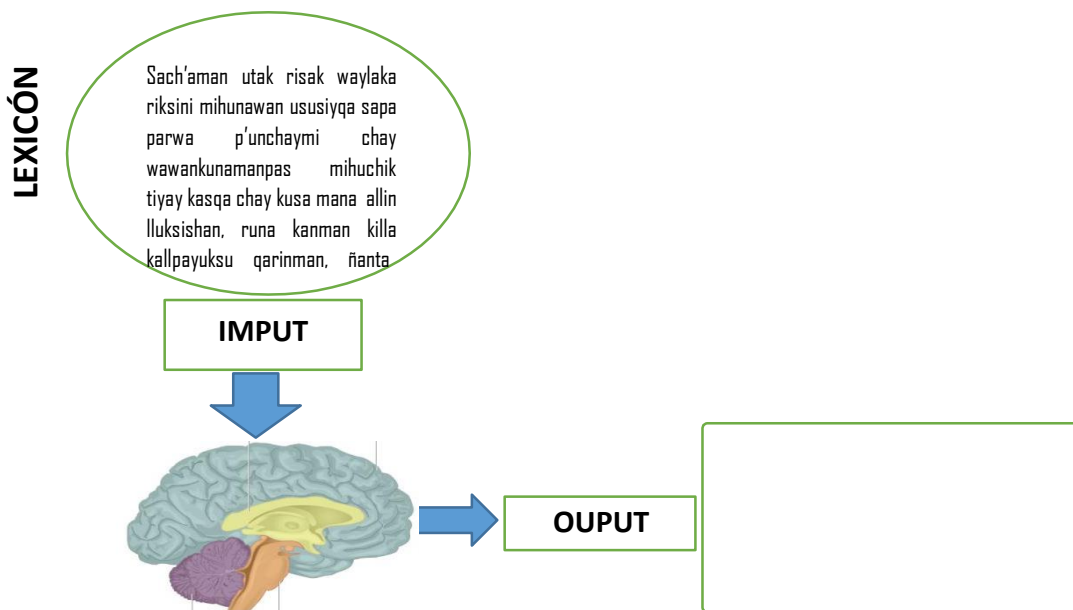 LEXICÓN
Sach'aman utak risak waylaka
riksini mihunawan ususiyqa sapa
parwa p'unchaymi chay
wawankunamanpas mihuchik
tiyay kasqa chay kusa mana allin
lluksishan, runa kanman killa
kallpayuksu qarinman, ñanta
IMPUT
OUPUT